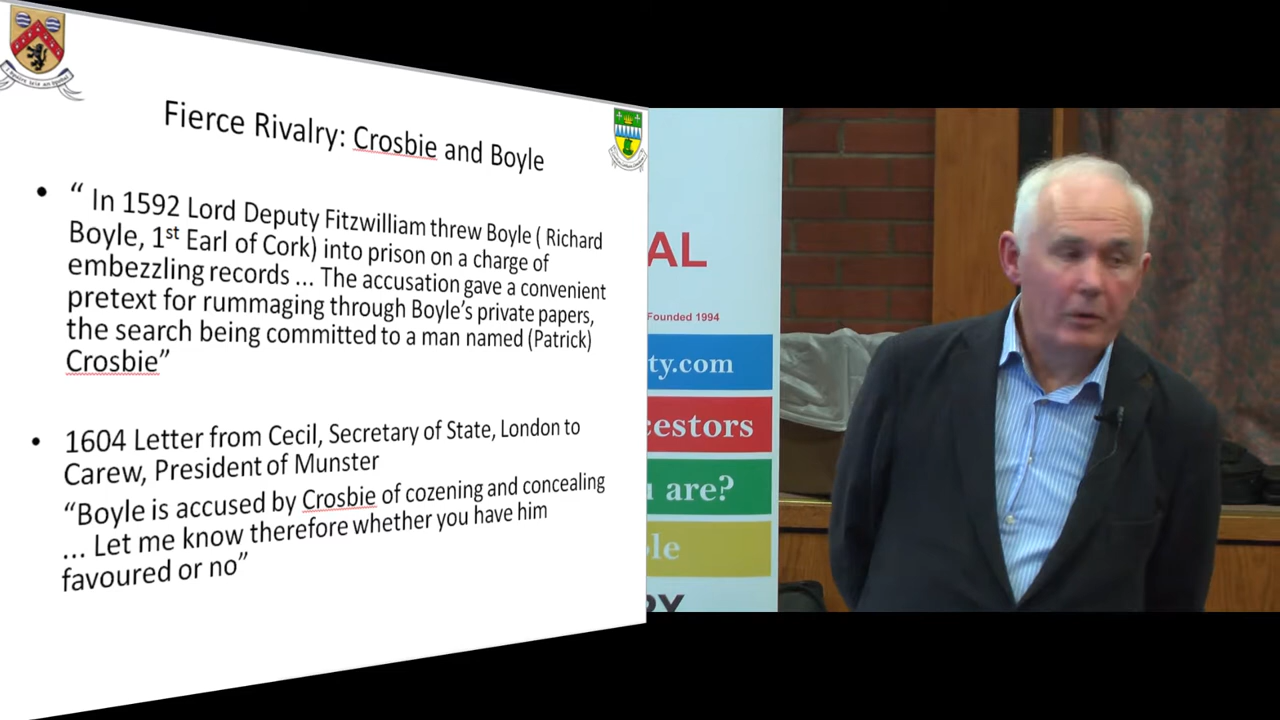 Fierce Rivalry: Crosbie and Boyle
• “ In 1592 Lord Deputy Fitzwilliam threw Boyle ( Richard
Boyle, 1st Earl of Cork) into prison on a charge of
embezzling records ... The accusation gave a convenient
pretext for rummaging through Boyle’s private papers,
the search being committed to a man named (Patrick)
Crosbie”
• 1604 Letter from Cecil, Secretary of State, London to
Carew, President of Munster
“Boyle is accused by Crosbie of cozening and concealing
... Let me know therefore whether you have him
favoured or no”
AL
Founded 1994
ty.com
cestors
u are?
le
RY